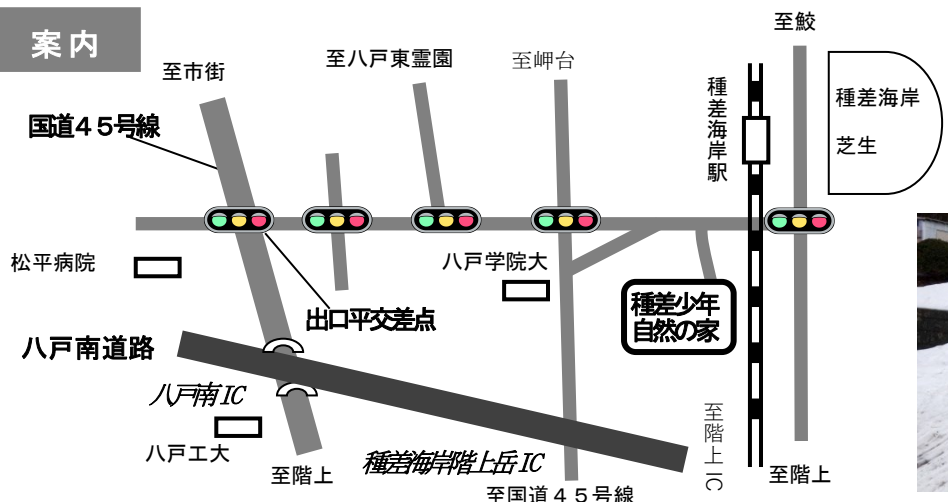 案内
至市街
至八戸東霊園
至岬台
至鮫
国道４５号線
種差海岸駅
種差海岸
芝生
松平病院
八戸学院大
出口平交差点
種差少年
自然の家
八戸南道路
八戸南IC
八戸工大
至階上
種差海岸階上岳IC
至国道４５号線
至階上IC
至階上